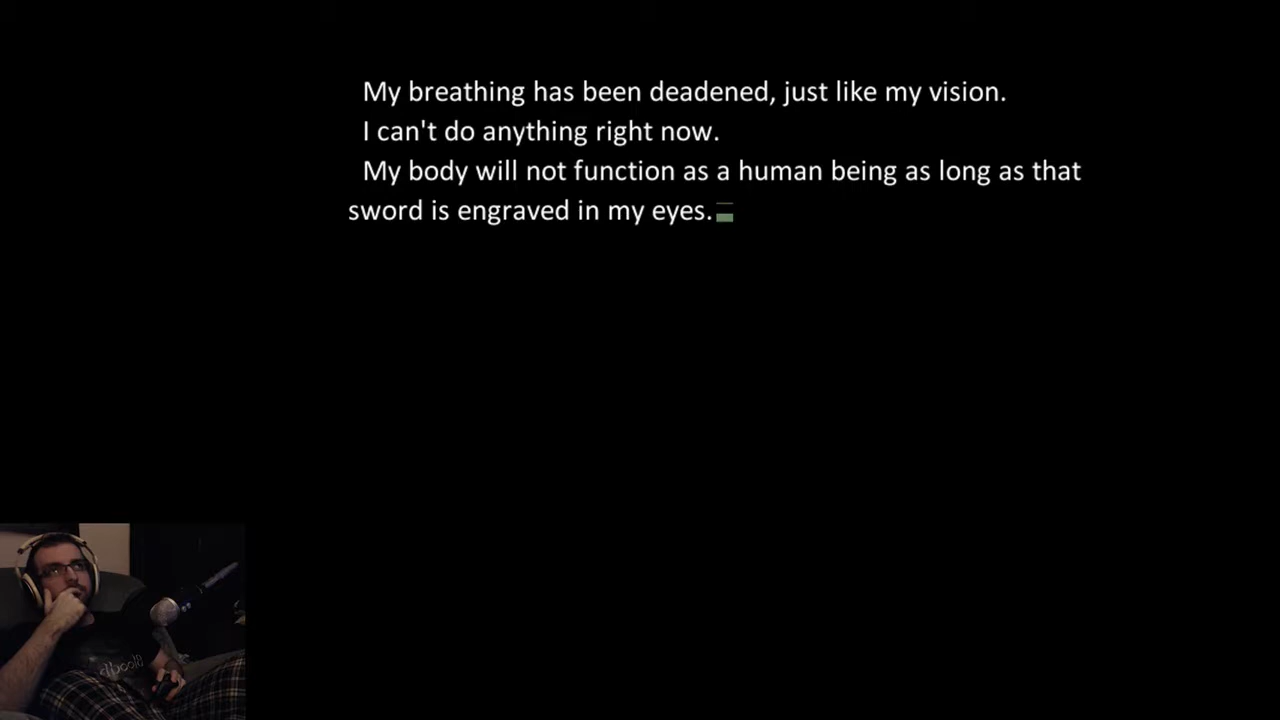 My breathing has been deadened, just like my vision.
I can't do anything right now.
My body will not function as a human being as long as that
sword is engraved in my eyes.